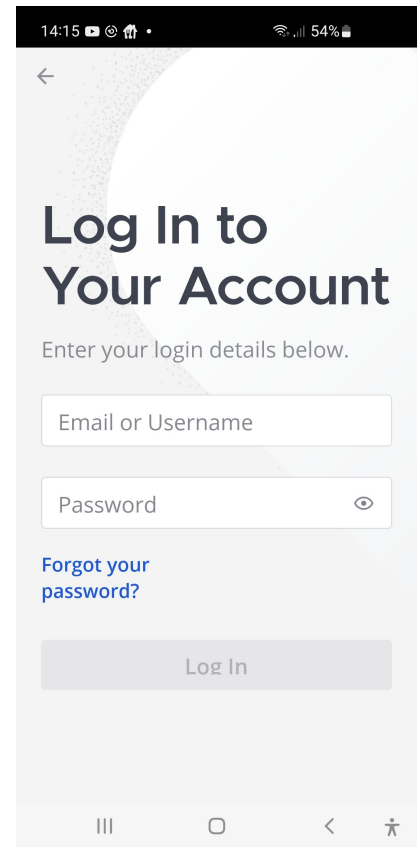 14:15 54%
Log In to
Your Account
Enter your login details below.
Email or Username
Password
Forgot your
password?
Log In